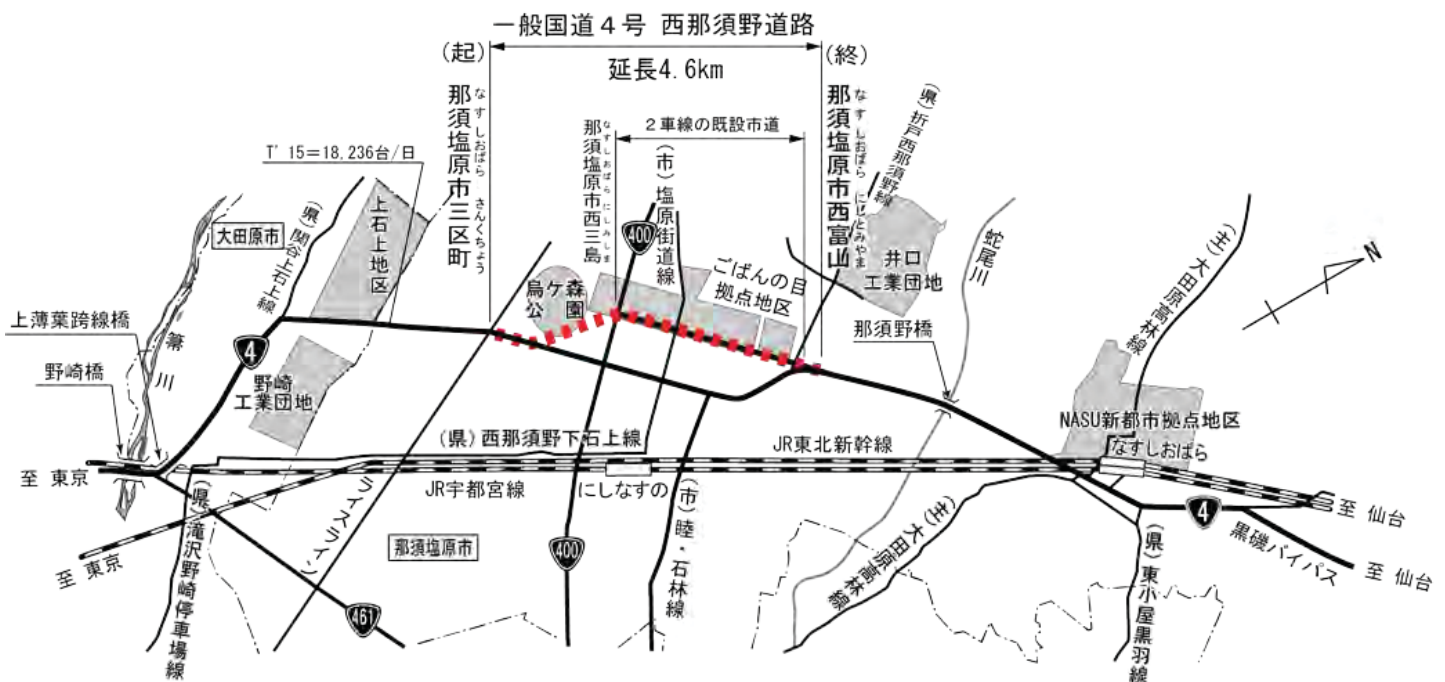 一般国道4号 西那須野道路
(起)
(終)
延長4.6km
那須塩原市三区町
なすしおばら さんくちょう
那須塩原市西三島
なすしおばらにしみしま
2車線の既設市道
那須塩原市西富山
なすしおばら にしとみやま
(県)折戸西那須野線
T'15=18,236台/日
(市)塩原街道線
400
大田原市
(県)関谷上石上線
上石上地区
烏ケ森
公園
ごばんの目
拠点地区
井口
工業団地
蛇尾川
(主)大田原高林線
N
上薄葉跨線橋
箒川
4
野崎橋
野崎
工業団地
那須野橋
NASU新都市拠点地区
なすしおばら
(県)西那須野下石上線
JR東北新幹線
至 東京
JR宇都宮線
にしなすの
至 東京
(県)滝沢野崎停車場線
ライスライン
那須塩原市
400
461
(市)睦・石林線
(主)大田原高林線
4
至 仙台
黒磯バイパス
至 仙台
(県)東小屋黒羽線